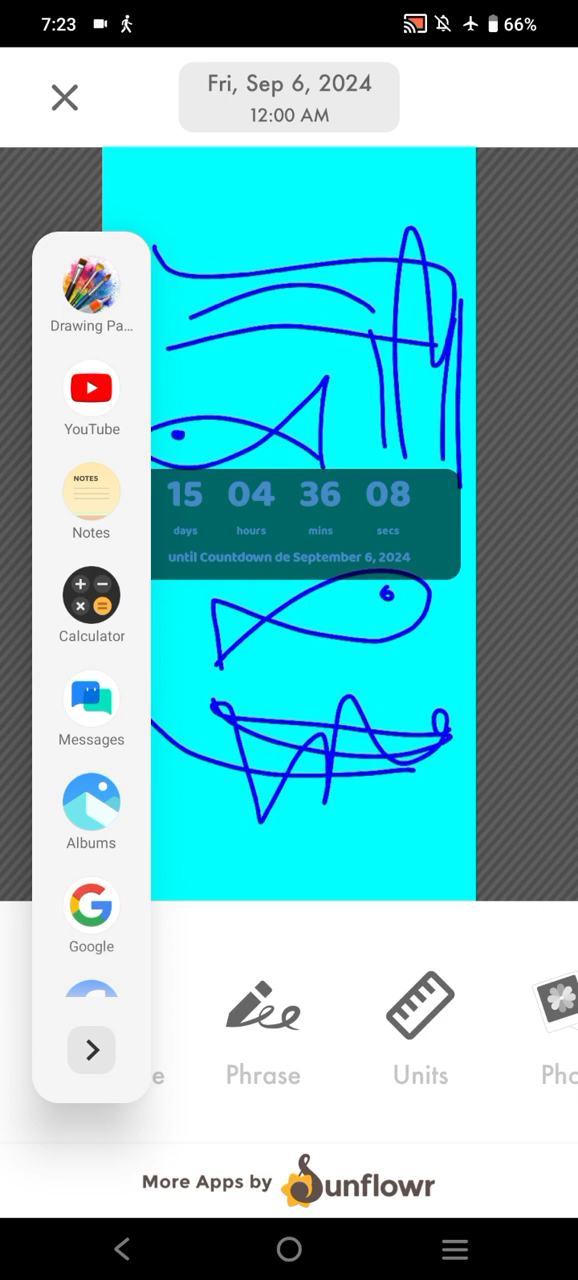 7:23
66%
Fri, Sep 6, 2024
12:00 AM
Drawing Pa...
YouTube
NOTES
Notes
Calculator
Messages
Albums
Google
15 04 36 08
days hours mins secs
until Countdown de September 6, 2024
e
Phrase
Units
Pho
More Apps by Sunflowr